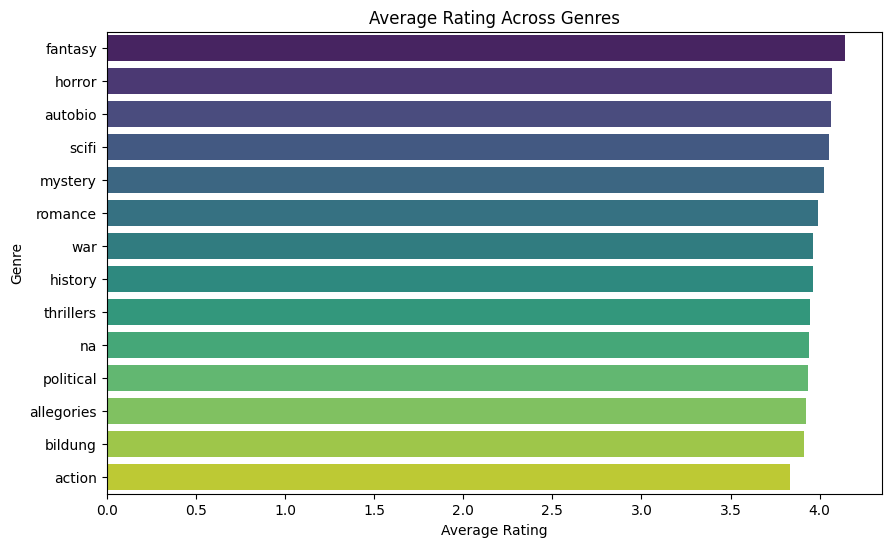 Average Rating Across Genres
Genre
fantasy
horror
autobio
scifi
mystery
romance
war
history
thrillers
na
political
allegories
bildung
action
0.0 0.5 1.0 1.5 2.0 2.5 3.0 3.5 4.0
Average Rating